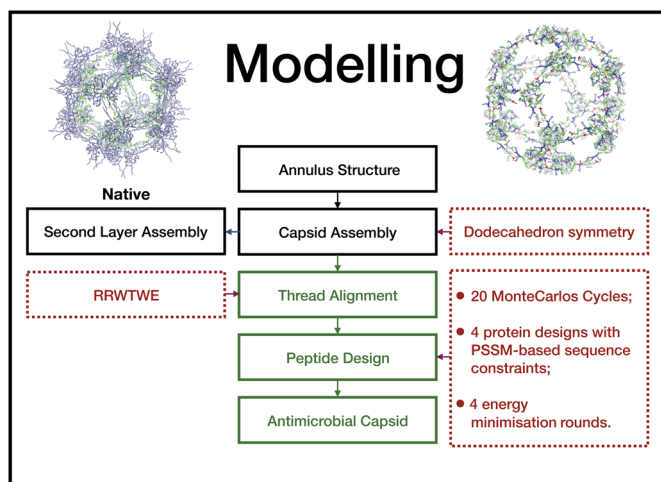 Modelling
Native
Annulus Structure
Second Layer Assembly
Capsid Assembly
Dodecahedron symmetry
RRWTWE
Thread Alignment
Peptide Design
Antimicrobial Capsid
• 20 MonteCarlos Cycles;
• 4 protein designs with
PSSM-based sequence
constraints;
• 4 energy
minimisation rounds.